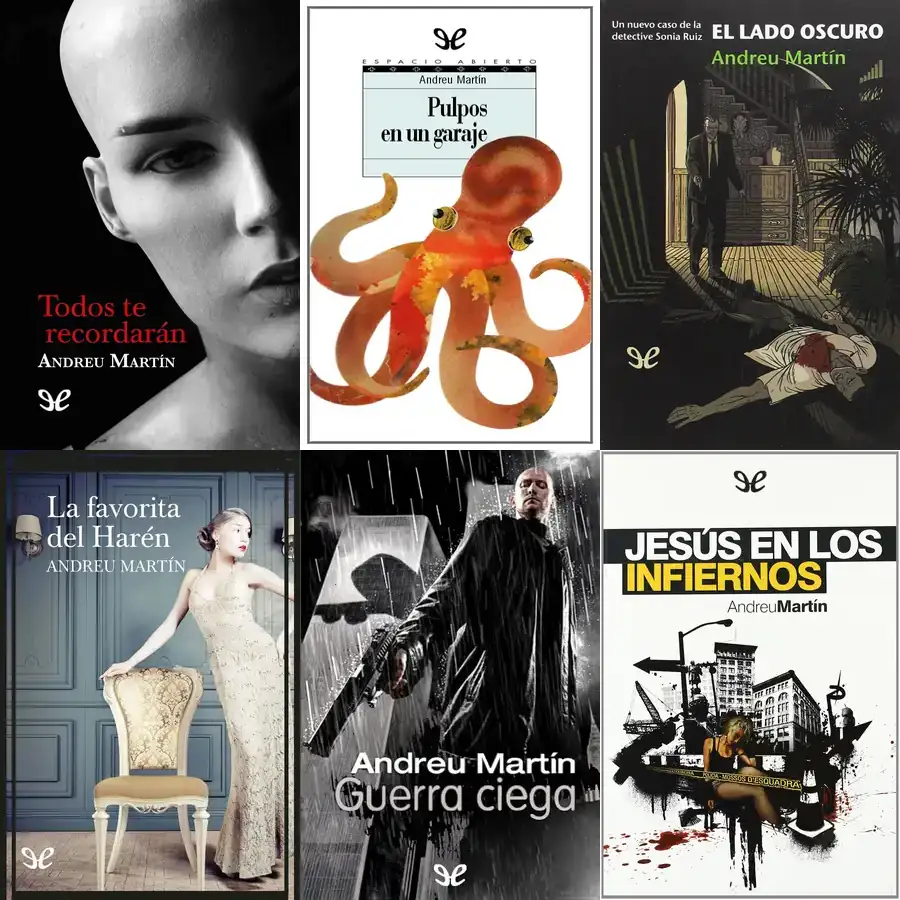 Todos te
recordarán
ANDREU MARTÍN
ESPACIO ABIERTO
Andreu Martín
Pulpos
en un garaje
Un nuevo caso de la
detective Sonia Ruiz
EL LADO OSCURO
Andreu Martín
La favorita
del Harén
ANDREU MARTÍN
Andreu Martín
Guerra ciega
JESÚS EN LOS
INFIERNOS
AndreuMartín
MOSSOS D'ESQUADRA